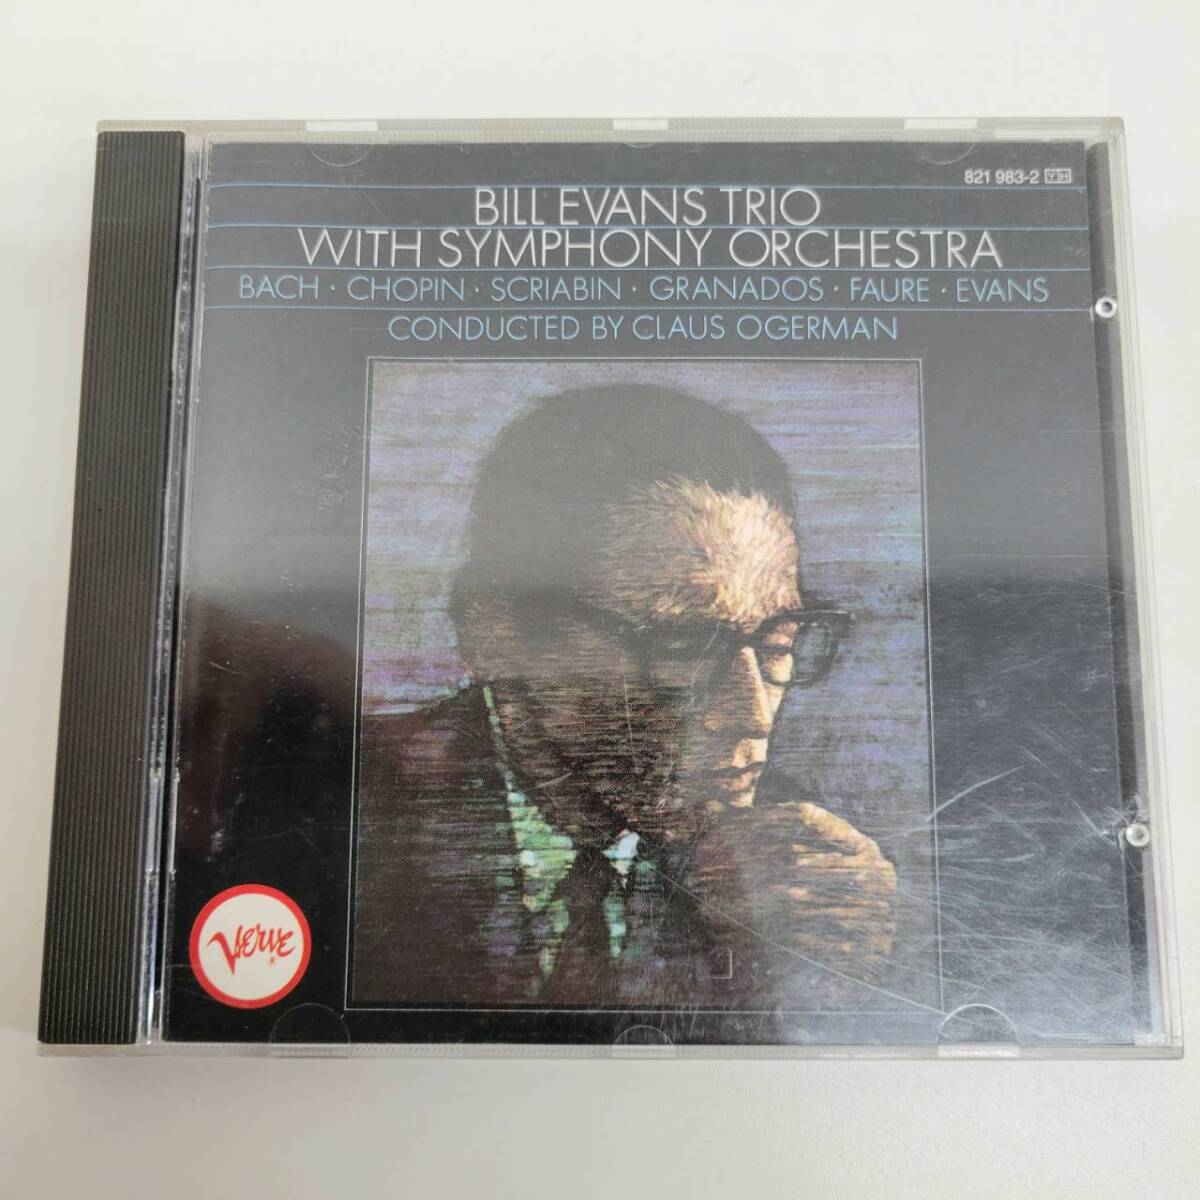 821 983-2 YH
BILL EVANS TRIO
WITH SYMPHONY ORCHESTRA
BACH · CHOPIN · SCRIABIN · GRANADOS · FAURE · EVANS
CONDUCTED BY CLAUS OGERMAN
Verve